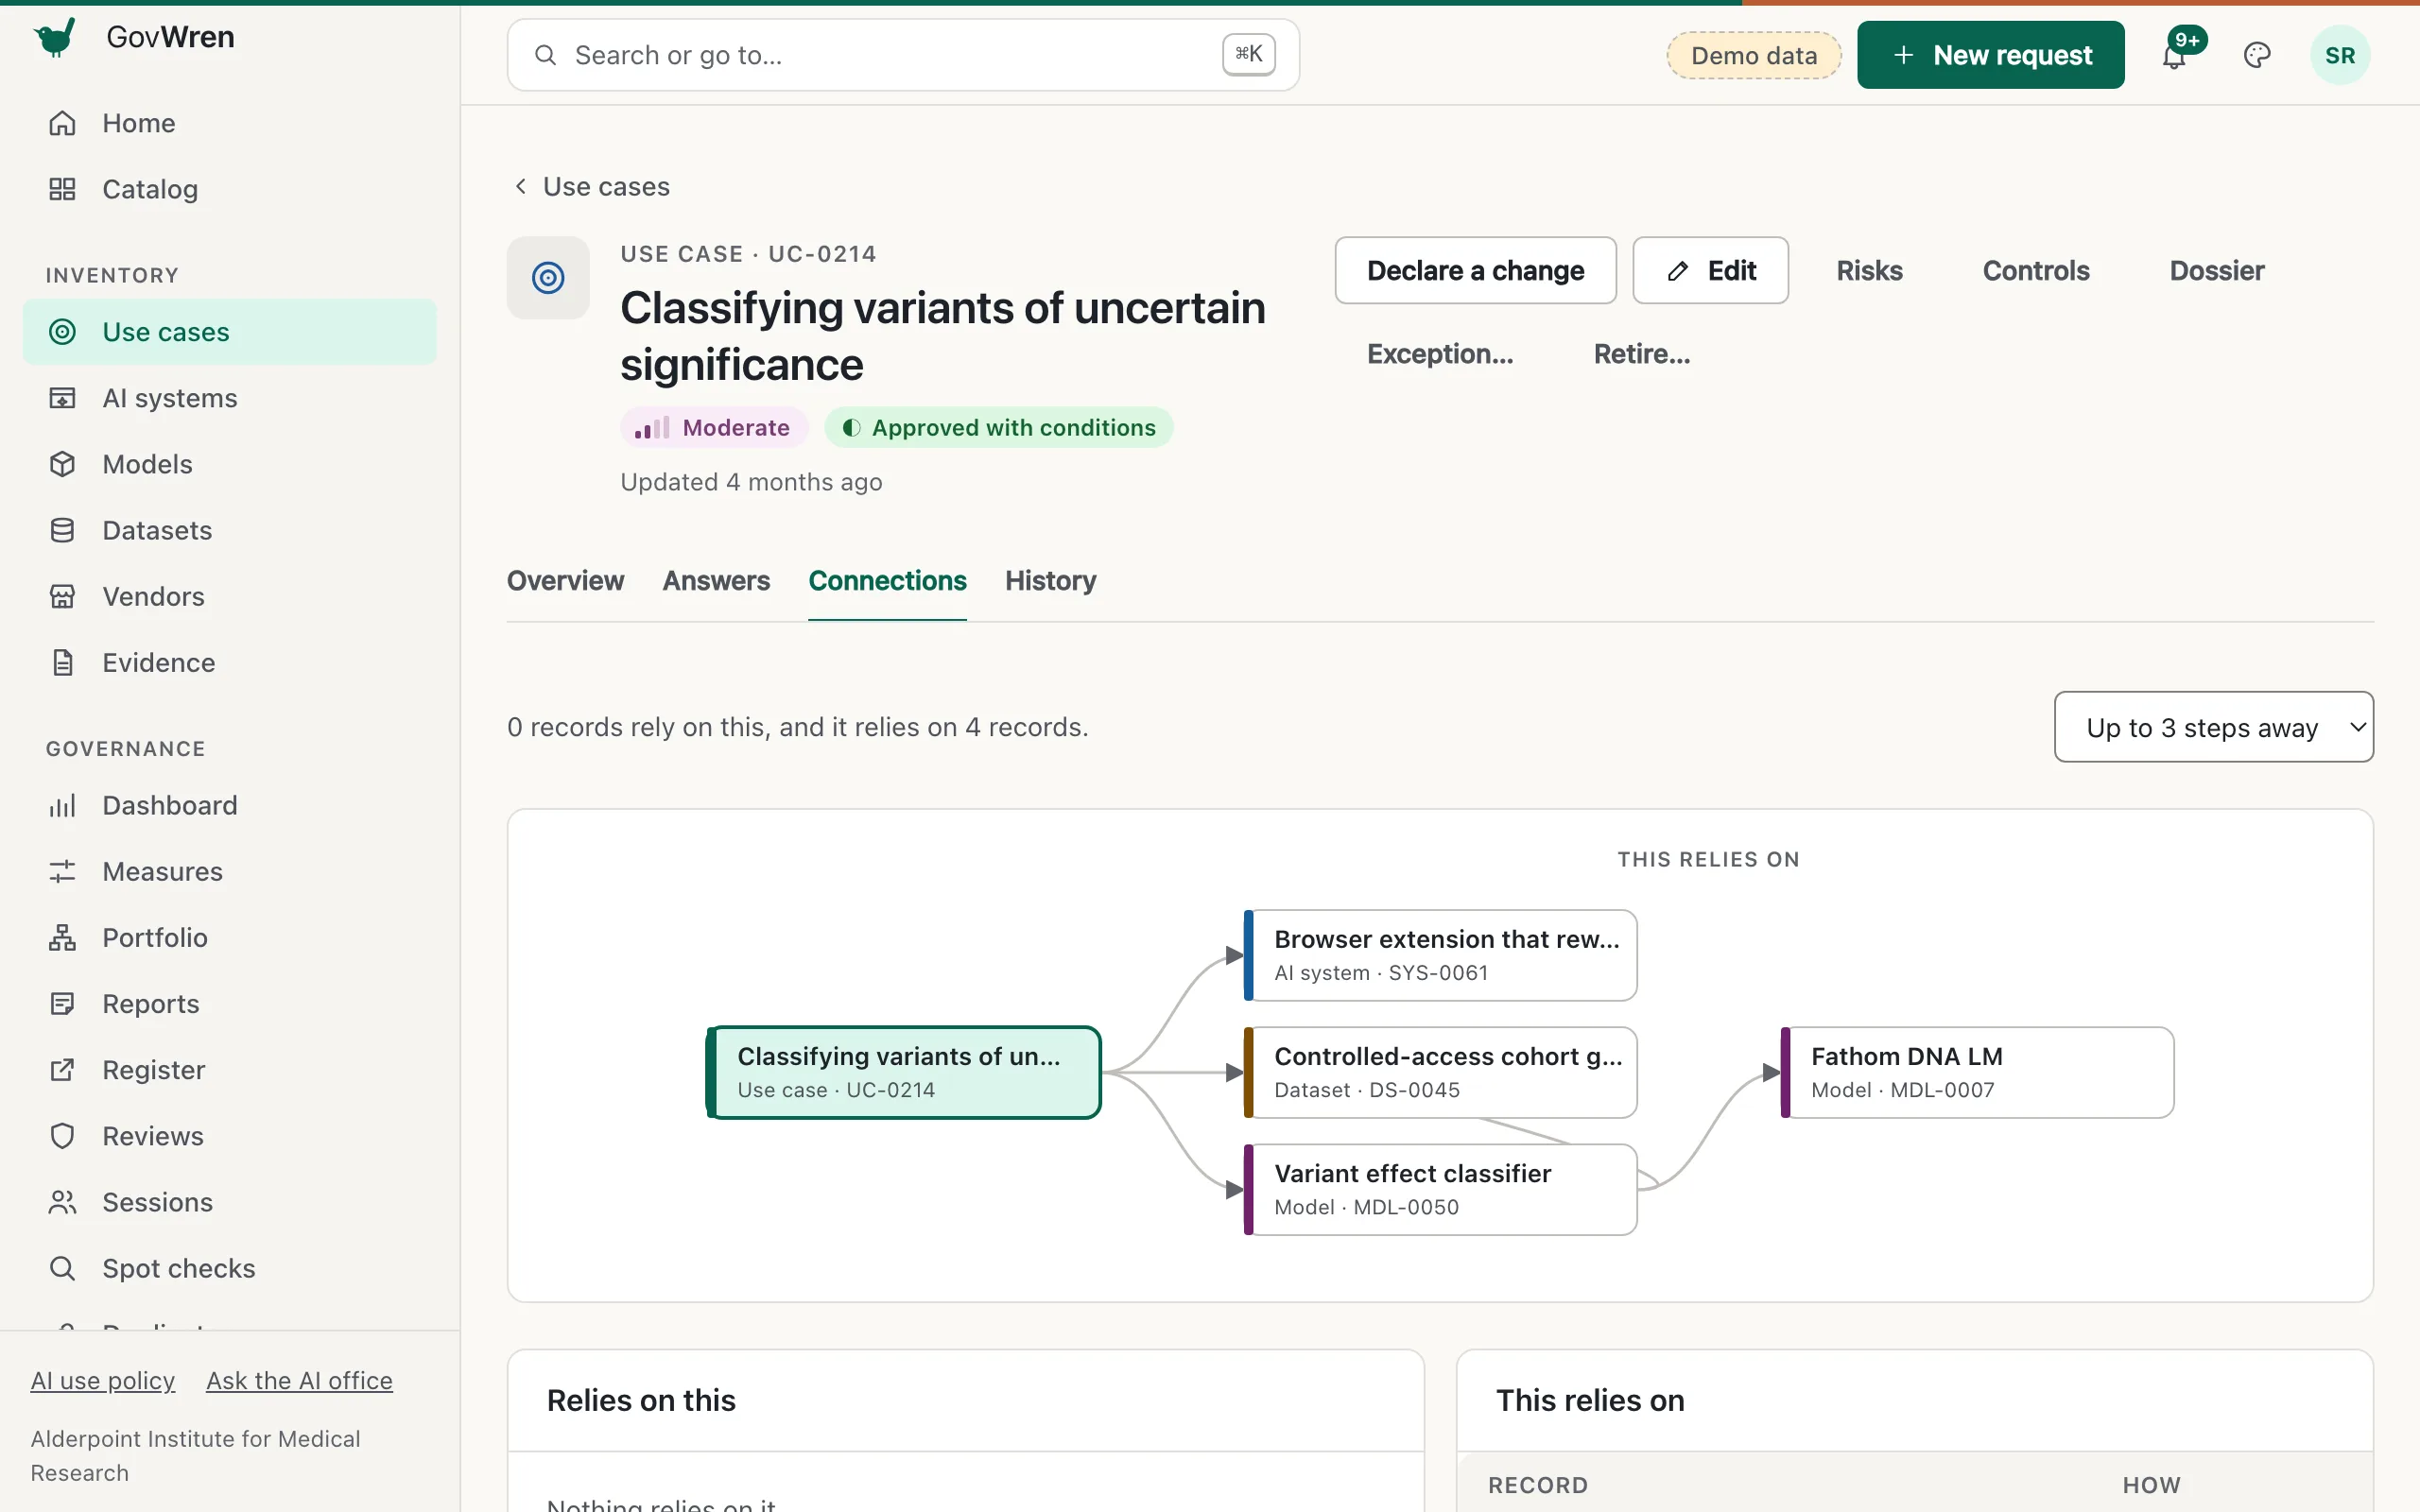 GovWren
Search or go to...
⌘K
Demo data
New request
9+
SR
Home
Catalog
INVENTORY
Use cases
AI systems
Models
Datasets
Vendors
Evidence
GOVERNANCE
Dashboard
Measures
Portfolio
Reports
Register
Reviews
Sessions
Spot checks
AI use policy
Ask the AI office
Alderpoint Institute for Medical
Research
Use cases
USE CASE · UC-0214
Classifying variants of uncertain
significance
Moderate
Approved with conditions
Updated 4 months ago
Declare a change
Edit
Risks
Controls
Dossier
Exception...
Retire...
Overview
Answers
Connections
History
0 records rely on this, and it relies on 4 records.
Up to 3 steps away
THIS RELIES ON
Browser extension that rew...
AI system · SYS-0061
Classifying variants of un...
Use case · UC-0214
Controlled-access cohort g...
Dataset · DS-0045
Fathom DNA LM
Model · MDL-0007
Variant effect classifier
Model · MDL-0050
Relies on this
Nothing relies on it
This relies on
RECORD
HOW